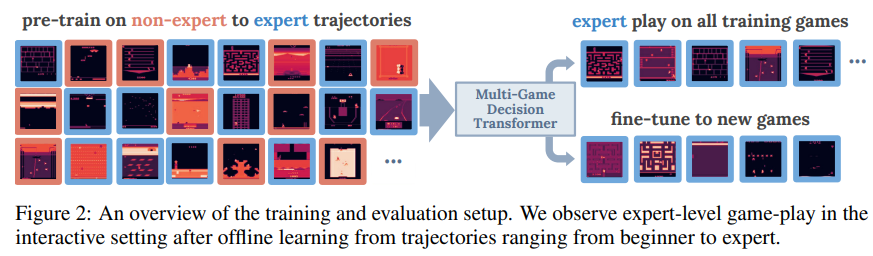 pre-train on non-expert to expert trajectories
expert play on all training games
Multi-Game
Decision
Transformer
fine-tune to new games
Figure 2: An overview of the training and evaluation setup. We observe expert-level game-play in the
interactive setting after offline learning from trajectories ranging from beginner to expert.